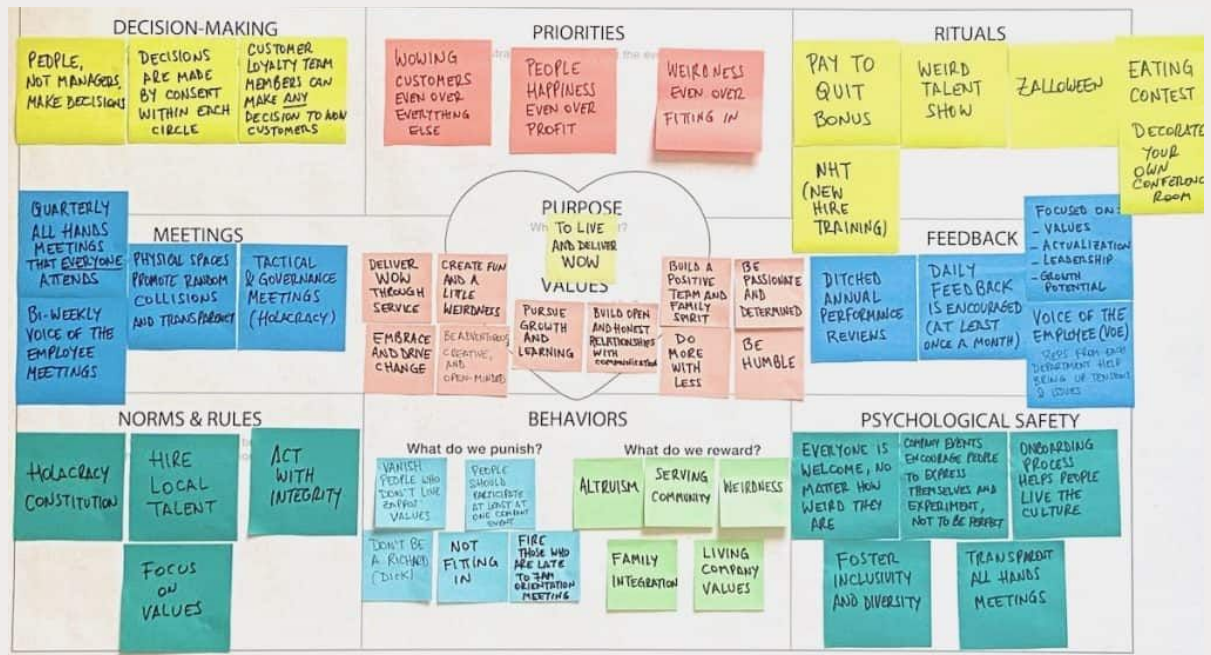 DECISION-MAKING
PEOPLE,
NOT MANAGERS,
MAKE DECISIONS
DECISIONS
ARE MADE
BY CONSENT
WITHIN EACH
CIRCLE
CUSTOMER
LOYALTY TEAM
MEMBERS CAN
MAKE ANY
DECISION TO WOW
CUSTOMERS
PRIORITIES
WOWING
CUSTOMERS
EVEN OVER
EVERYTHING
ELSE
PEOPLE
HAPPINESS
EVEN OVER
PROFIT
WEIRDNESS
EVEN OVER
FITTING IN
RITUALS
PAY TO
QUIT
BONUS
WEIRD
TALENT
SHOW
ZALLOWEEN
EATING
CONTEST
DECORATE
YOUR
OWN
CONFERENCE
ROOM
NHT
(NEW
HIRE
TRAINING)
MEETINGS
QUARTERLY
ALL HANDS
MEETINGS
THAT EVERYONE
ATTENDS
BI-WEEKLY
VOICE OF THE
EMPLOYEE
MEETINGS
PHYSICAL SPACES
PROMOTE RANDOM
COLLISIONS
AND TRANSPARENCY
TACTICAL
& GOVERNANCE
MEETINGS
(HOLACRACY)
PURPOSE
TO LIVE
AND DELIVER
WOW
VALUES
DELIVER
WOW
THROUGH
SERVICE
CREATE FUN
AND A
LITTLE
WEIRDNESS
EMBRACE
AND DRIVE
CHANGE
BE ADVENTUROUS
CREATIVE,
AND
OPEN-MINDED
PURSUE
GROWTH
AND
LEARNING
BUILD OPEN
AND HONEST
RELATIONSHIPS
WITH COMMUNICATION
BUILD A
POSITIVE
TEAM AND
FAMILY
SPIRIT
BE
PASSIONATE
AND
DETERMINED
DO
MORE
WITH
LESS
BE
HUMBLE
FEEDBACK
DITCHED
ANNUAL
PERFORMANCE
REVIEWS
DAILY
FEEDBACK
IS ENCOURAGED
(AT LEAST
ONCE A MONTH)
FOCUSED ON:
- VALUES
- ACTUALIZATION
- LEADERSHIP
- GROWTH
POTENTIAL
VOICE OF THE
EMPLOYEE (VOE)
REPS FROM EACH
DEPARTMENT HELP
BRING UP TENSIONS
& ISSUES
NORMS & RULES
HOLACRACY
CONSTITUTION
HIRE
LOCAL
TALENT
ACT
WITH
INTEGRITY
FOCUS
ON
VALUES
BEHAVIORS
What do we punish?
VANISH
PEOPLE WHO
DON'T LIVE
VALUES
PEOPLE
SHOULD
PARTICIPATE
AT LEAST AT
ONE COMPANY
EVENT
DON'T BE
A RICHARD
(DICK)
NOT
FITTING
IN
FIRE
THOSE WHO
ARE LATE
TO 7AM
ORIENTATION
MEETING
What do we reward?
ALTRUISM
SERVING
COMMUNITY
WEIRDNESS
FAMILY
INTEGRATION
LIVING
COMPANY
VALUES
PSYCHOLOGICAL SAFETY
EVERYONE IS
WELCOME, NO
MATTER HOW
WEIRD THEY
ARE
COMPANY EVENTS
ENCOURAGE PEOPLE
TO EXPRESS
THEMSELVES AND
EXPERIMENT,
NOT TO BE PERFECT
ONBOARDING
PROCESS
HELPS PEOPLE
LIVE THE
CULTURE
FOSTER
INCLUSIVITY
AND DIVERSITY
TRANSPARENT
ALL HANDS
MEETINGS